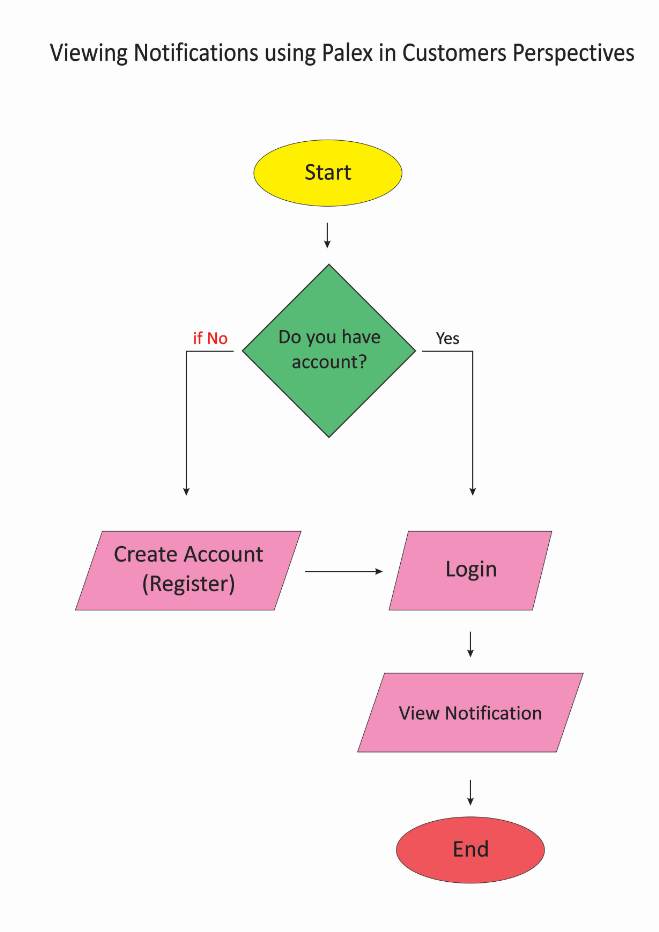 Viewing Notifications using Palex in Customers Perspectives
Start
Do you have
account?
if No
Yes
Create Account
(Register)
Login
View Notification
End